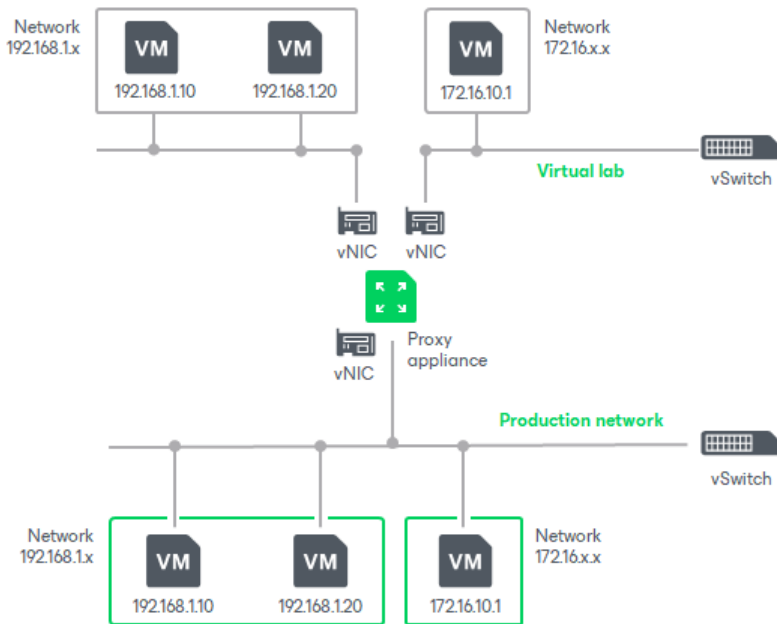 Network
192.168.1.x
VM
VM
192.168.1.10
192.168.1.20
VM
172.16.10.1
Network
172.16.x.x
Virtual lab
vSwitch
vNIC
vNIC
vNIC
Proxy
appliance
Production network
vSwitch
Network
192.168.1.x
VM
VM
192.168.1.10
192.168.1.20
VM
172.16.10.1
Network
172.16.x.x